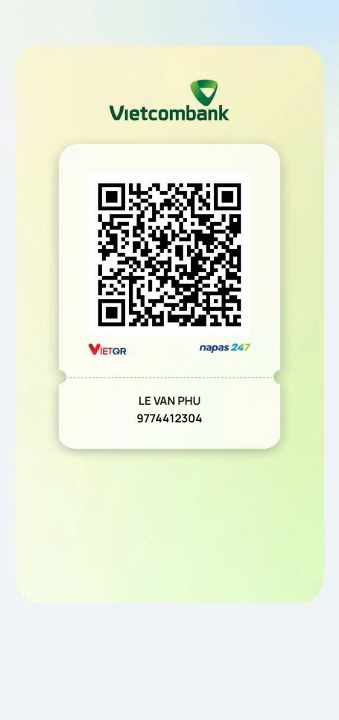 Vietcombank
VIETQR
napas 247
LE VAN PHU
9774412304